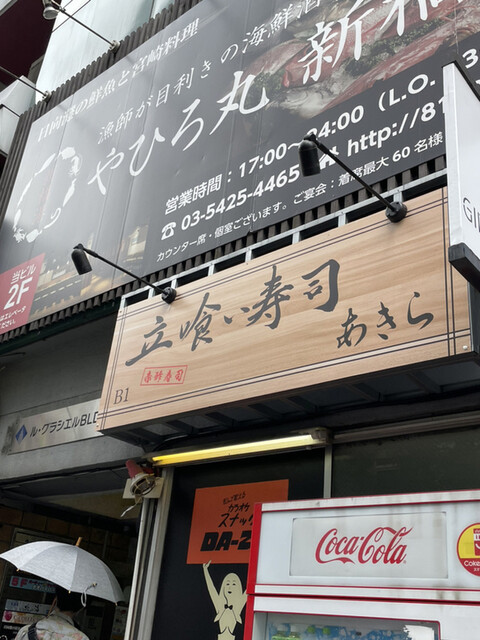 日向灘の鮮魚と宮崎料理
漁師が目利きの海鮮酒
やひろ丸 新
営業時間：17:00〜24:00（L.O.
☎ 03-5425-4465
http://81
カウンター席・個室ございます。ご宴会：着席最大60名様
当ビル
2F
立喰い寿司
あきら
赤酢寿司
B1
ル・グラシエルBLD
カラオケ
スナック
DA-
Coca-Cola
GI